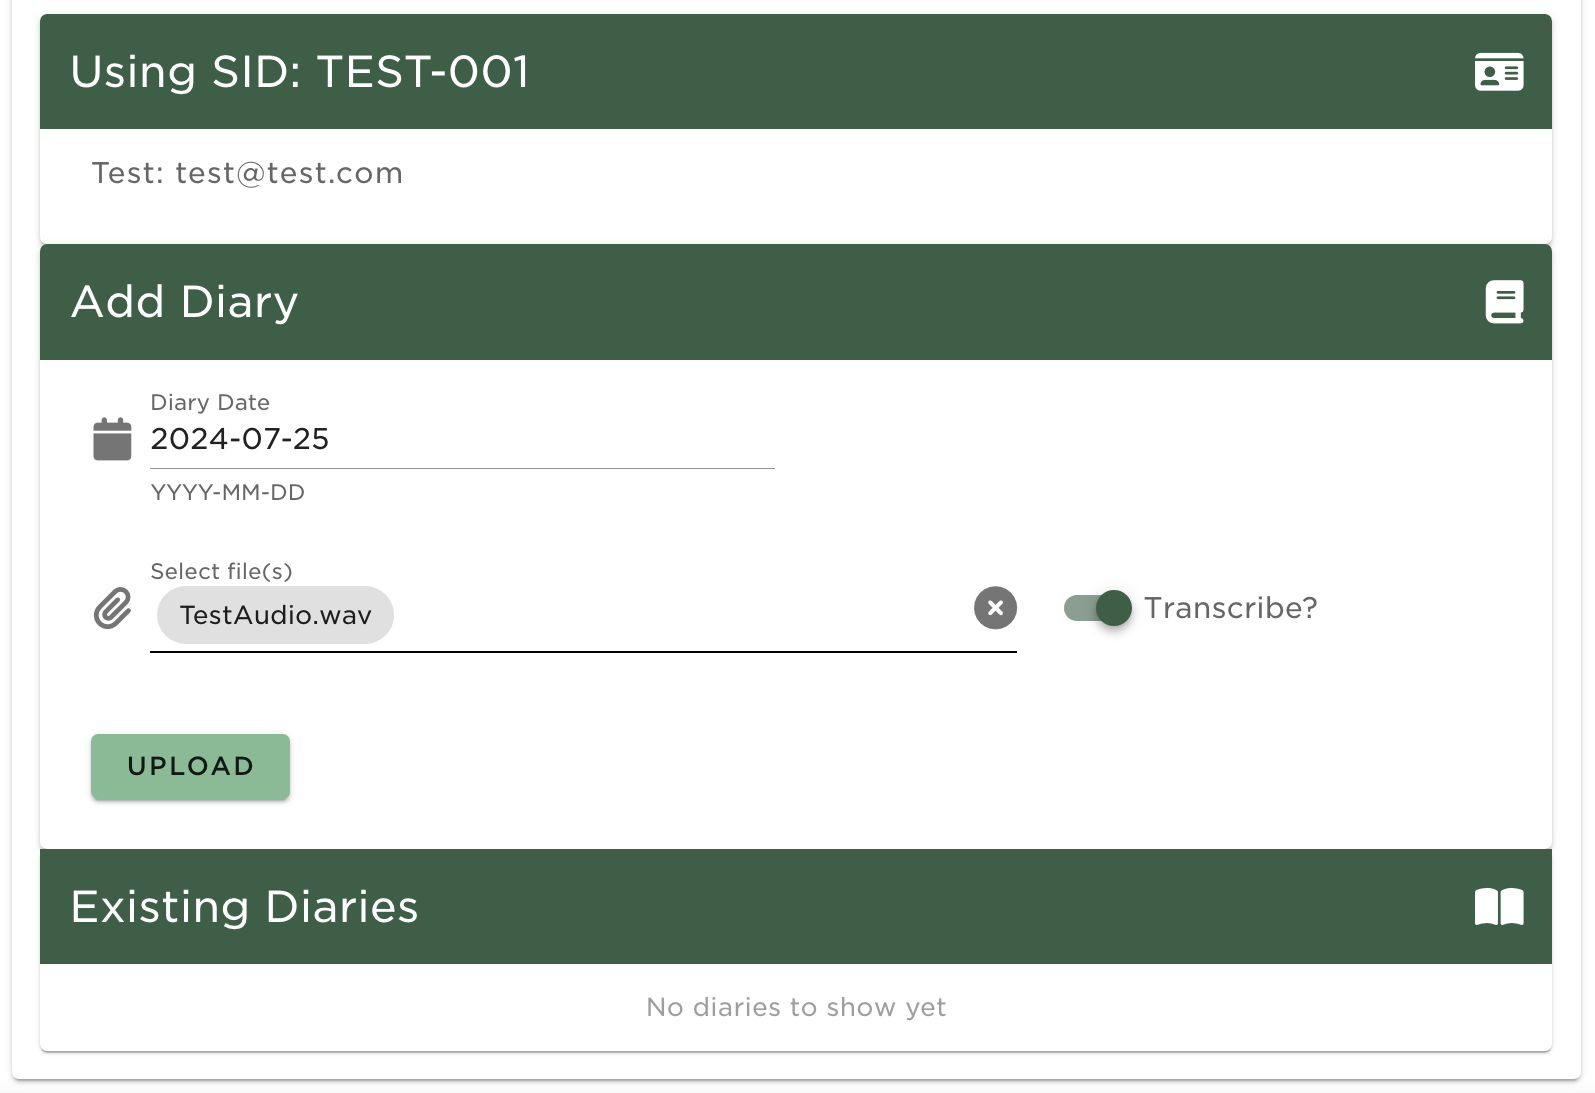 Using SID: TEST-001
Test: test@test.com
Add Diary
Diary Date
2024-07-25
YYYY-MM-DD
Select file(s)
TestAudio.wav
Transcribe?
UPLOAD
Existing Diaries
No diaries to show yet